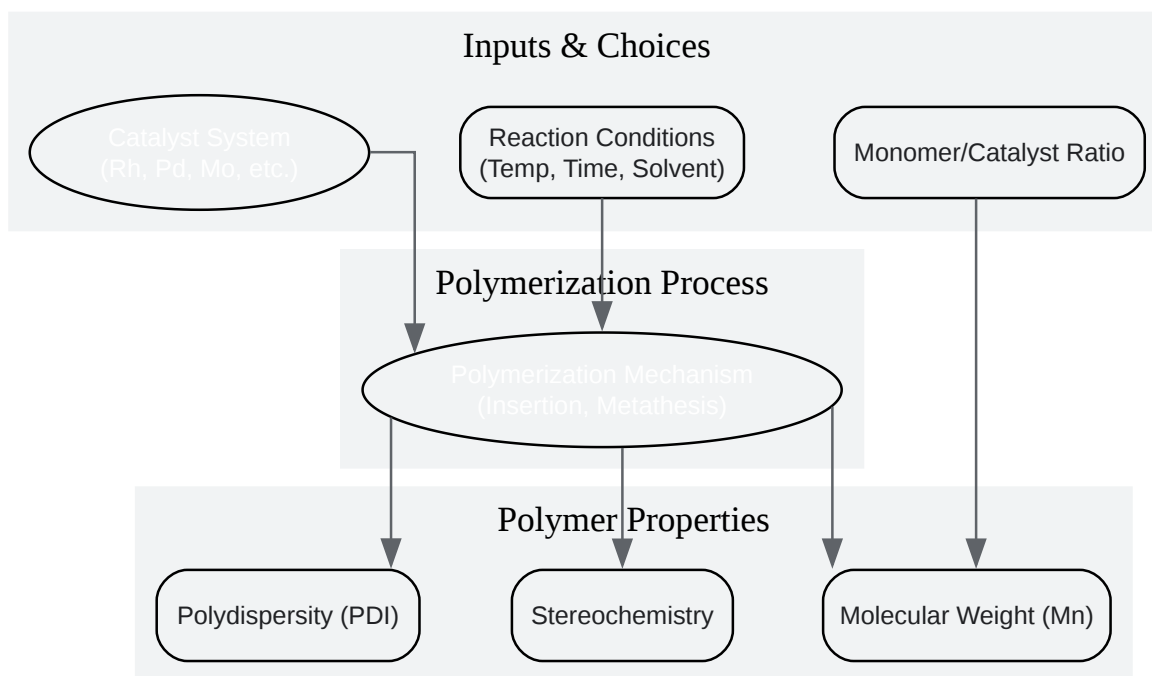 Inputs & Choices
Catalyst System
(Rh, Pd, Mo, etc.)
Reaction Conditions
(Temp, Time, Solvent)
Monomer/Catalyst Ratio
Polymerization Process
Polymerization Mechanism
(Insertion, Metathesis)
Polymer Properties
Polydispersity (PDI)
Stereochemistry
Molecular Weight (Mn)